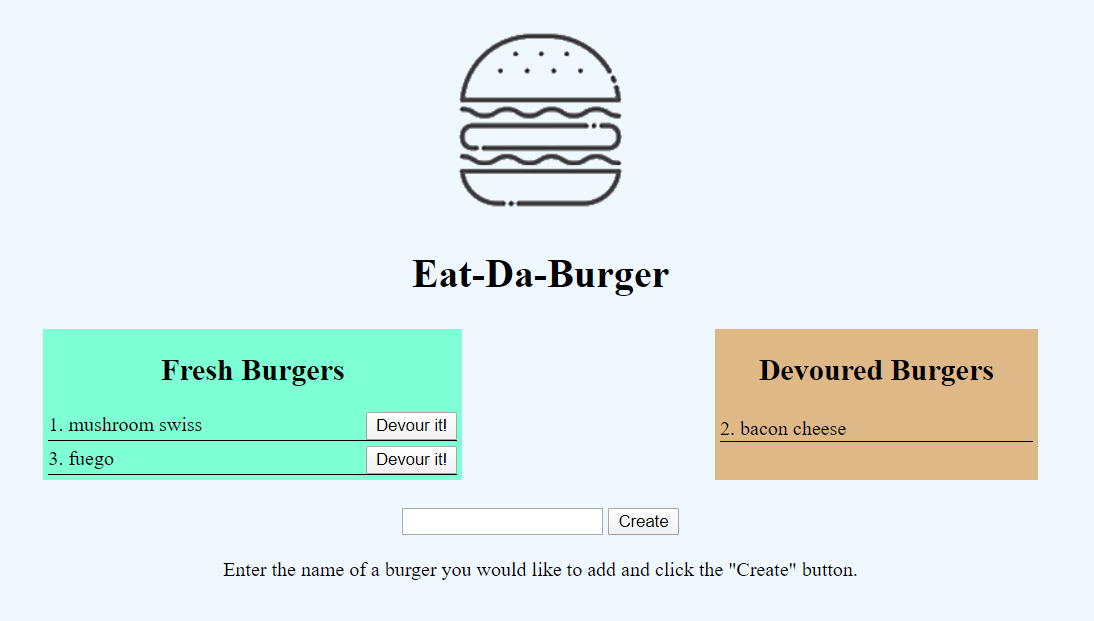 Eat-Da-Burger
Fresh Burgers
1. mushroom swiss Devour it!
3. fuego Devour it!
Devoured Burgers
2. bacon cheese
Create
Enter the name of a burger you would like to add and click the "Create" button.